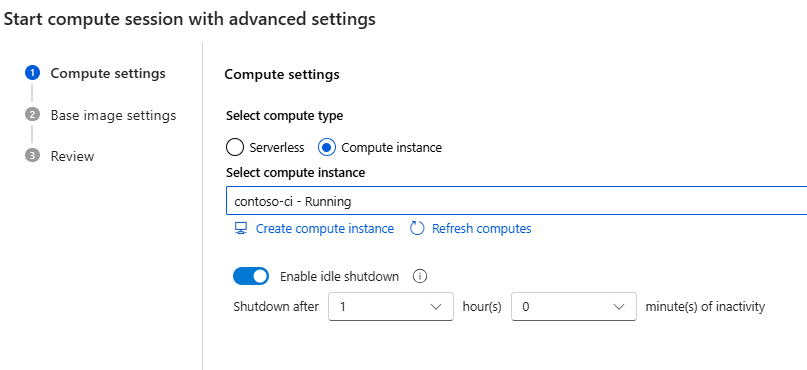 Start compute session with advanced settings
1 Compute settings
2 Base image settings
3 Review
Compute settings
Select compute type
Serverless Compute instance
Select compute instance
contoso-ci - Running
Create compute instance Refresh computes
Enable idle shutdown
Shutdown after 1 hour(s) 0 minute(s) of inactivity